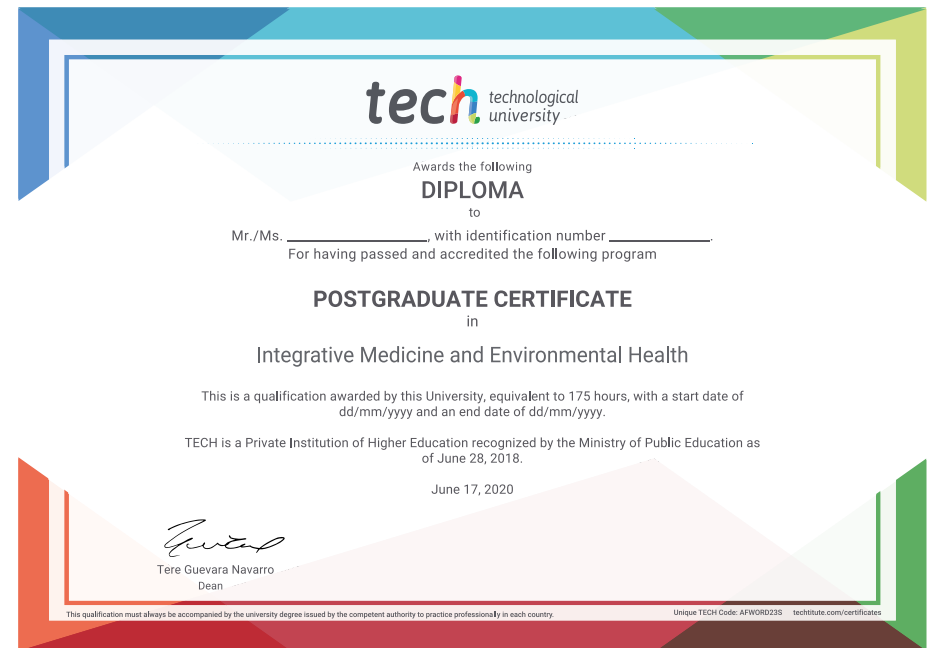 tech technological
university
Awards the following
DIPLOMA
to
Mr./Ms. ____________, with identification number ____________.
For having passed and accredited the following program
POSTGRADUATE CERTIFICATE
in
Integrative Medicine and Environmental Health
This is a qualification awarded by this University, equivalent to 175 hours, with a start date of
dd/mm/yyyy and an end date of dd/mm/yyyy.
TECH is a Private Institution of Higher Education recognized by the Ministry of Public Education as
of June 28, 2018.
June 17, 2020
Tere Guevara Navarro
Dean
This qualification must always be accompanied by the university degree issued by the competent authority to practice professionally in each country.
Unique TECH Code: AFWORD23S techtitute.com/certificates